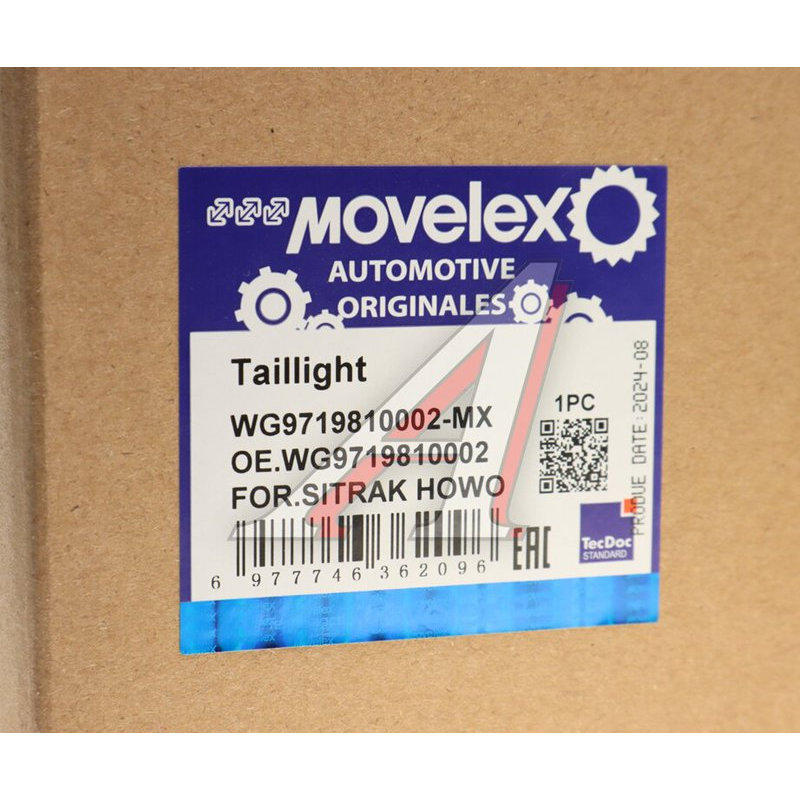 MOVELEX
AUTOMOTIVE
ORIGINALES
Taillight
WG9719810002-MX
OE.WG9719810002
FOR.SITRAK HOWO
1PC
PRODUE DATE:2024-08
6 977746 362096
EAC
TecDoc
STANDARD